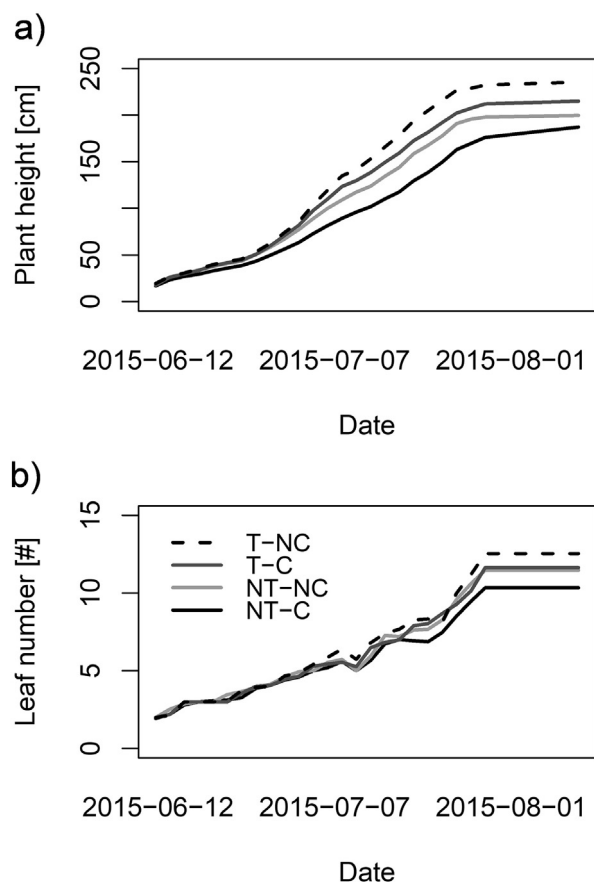 a)
Plant height [cm]
250
150
50
0
2015−06−12 2015−07−07 2015−08−01
Date
b)
Leaf number [#]
15
10
5
0
T−NC
T−C
NT−NC
NT−C
2015−06−12 2015−07−07 2015−08−01
Date